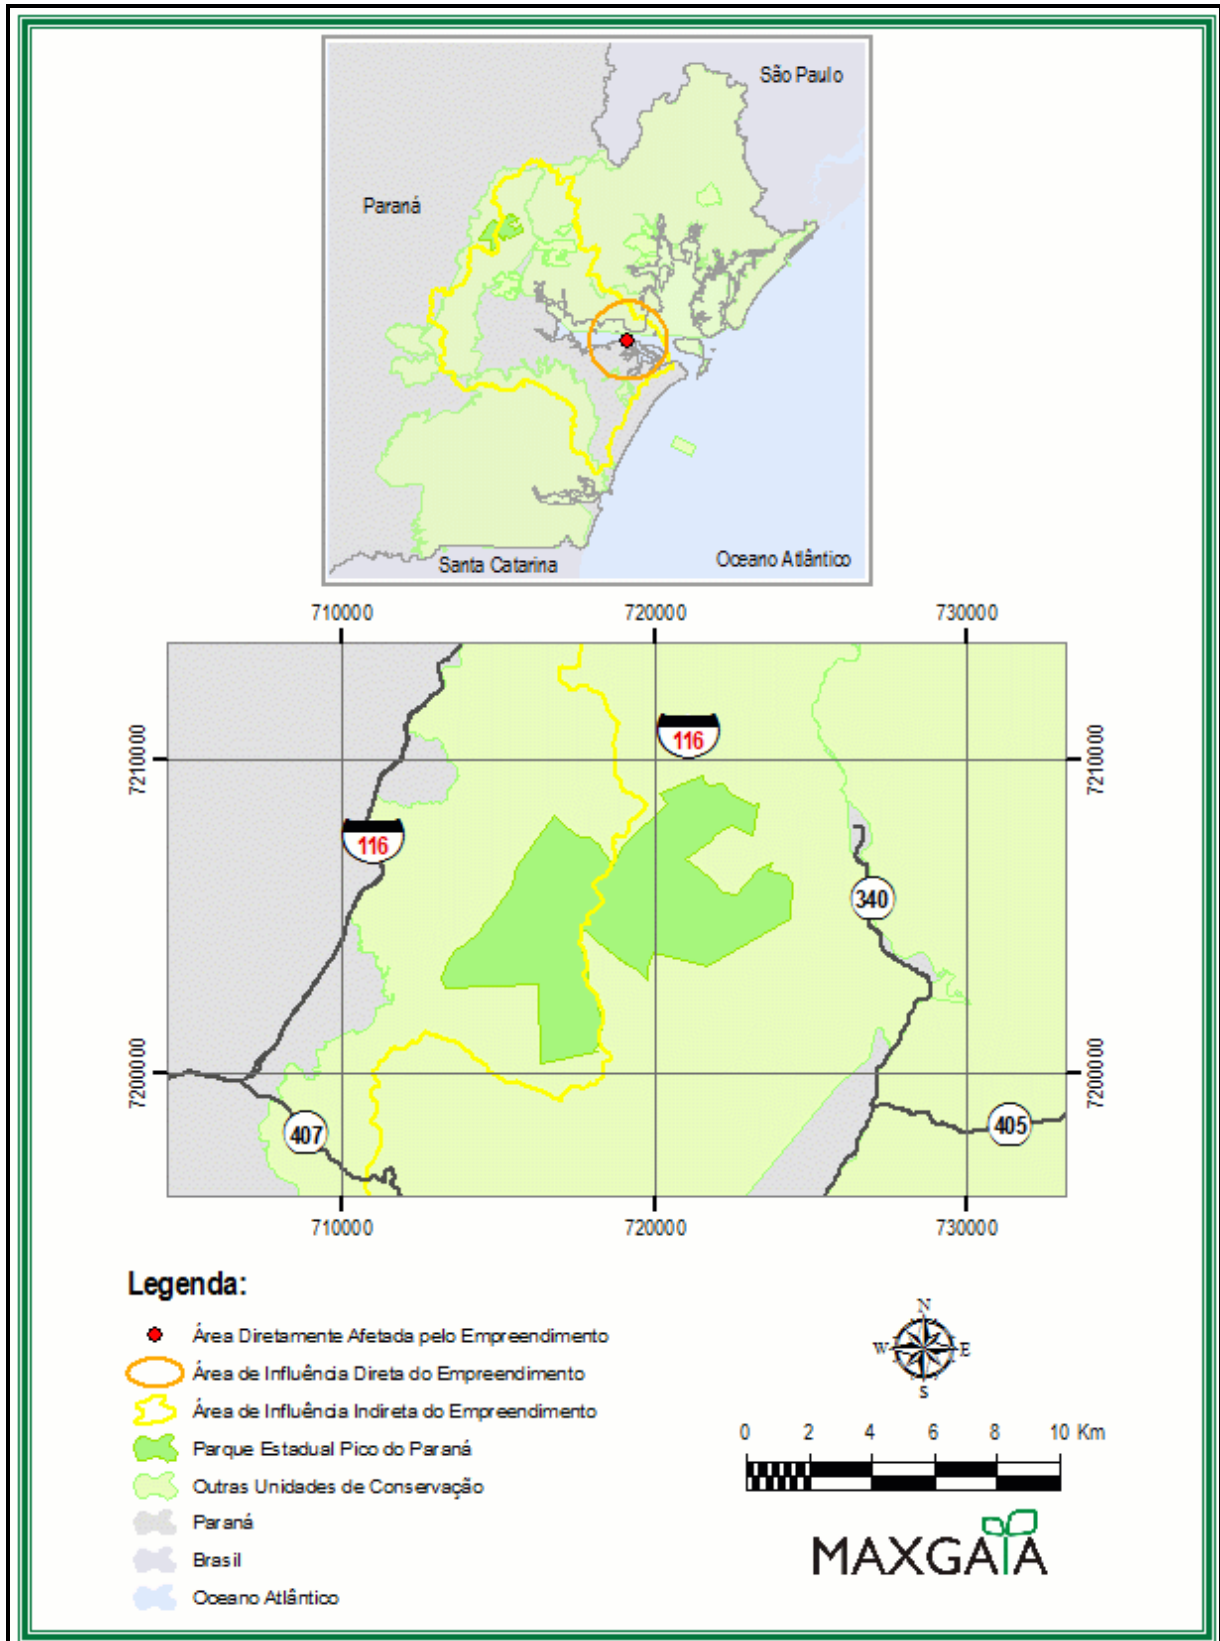 São Paulo
Paraná
Santa Catarina
Oceano Atlântico
710000 720000 730000
7210000 7210000
116
116
340
7200000 7200000
407
405
710000 720000 730000
Legenda:
Área Diretamente Afetada pelo Empreendimento
Área de Influência Direta do Empreendimento
Área de Influência Indireta do Empreendimento
Parque Estadual Pico do Paraná
Outras Unidades de Conservação
Paraná
Brasil
Oceano Atlântico
N
W E
S
0 2 4 6 8 10 Km
MAXGAIA